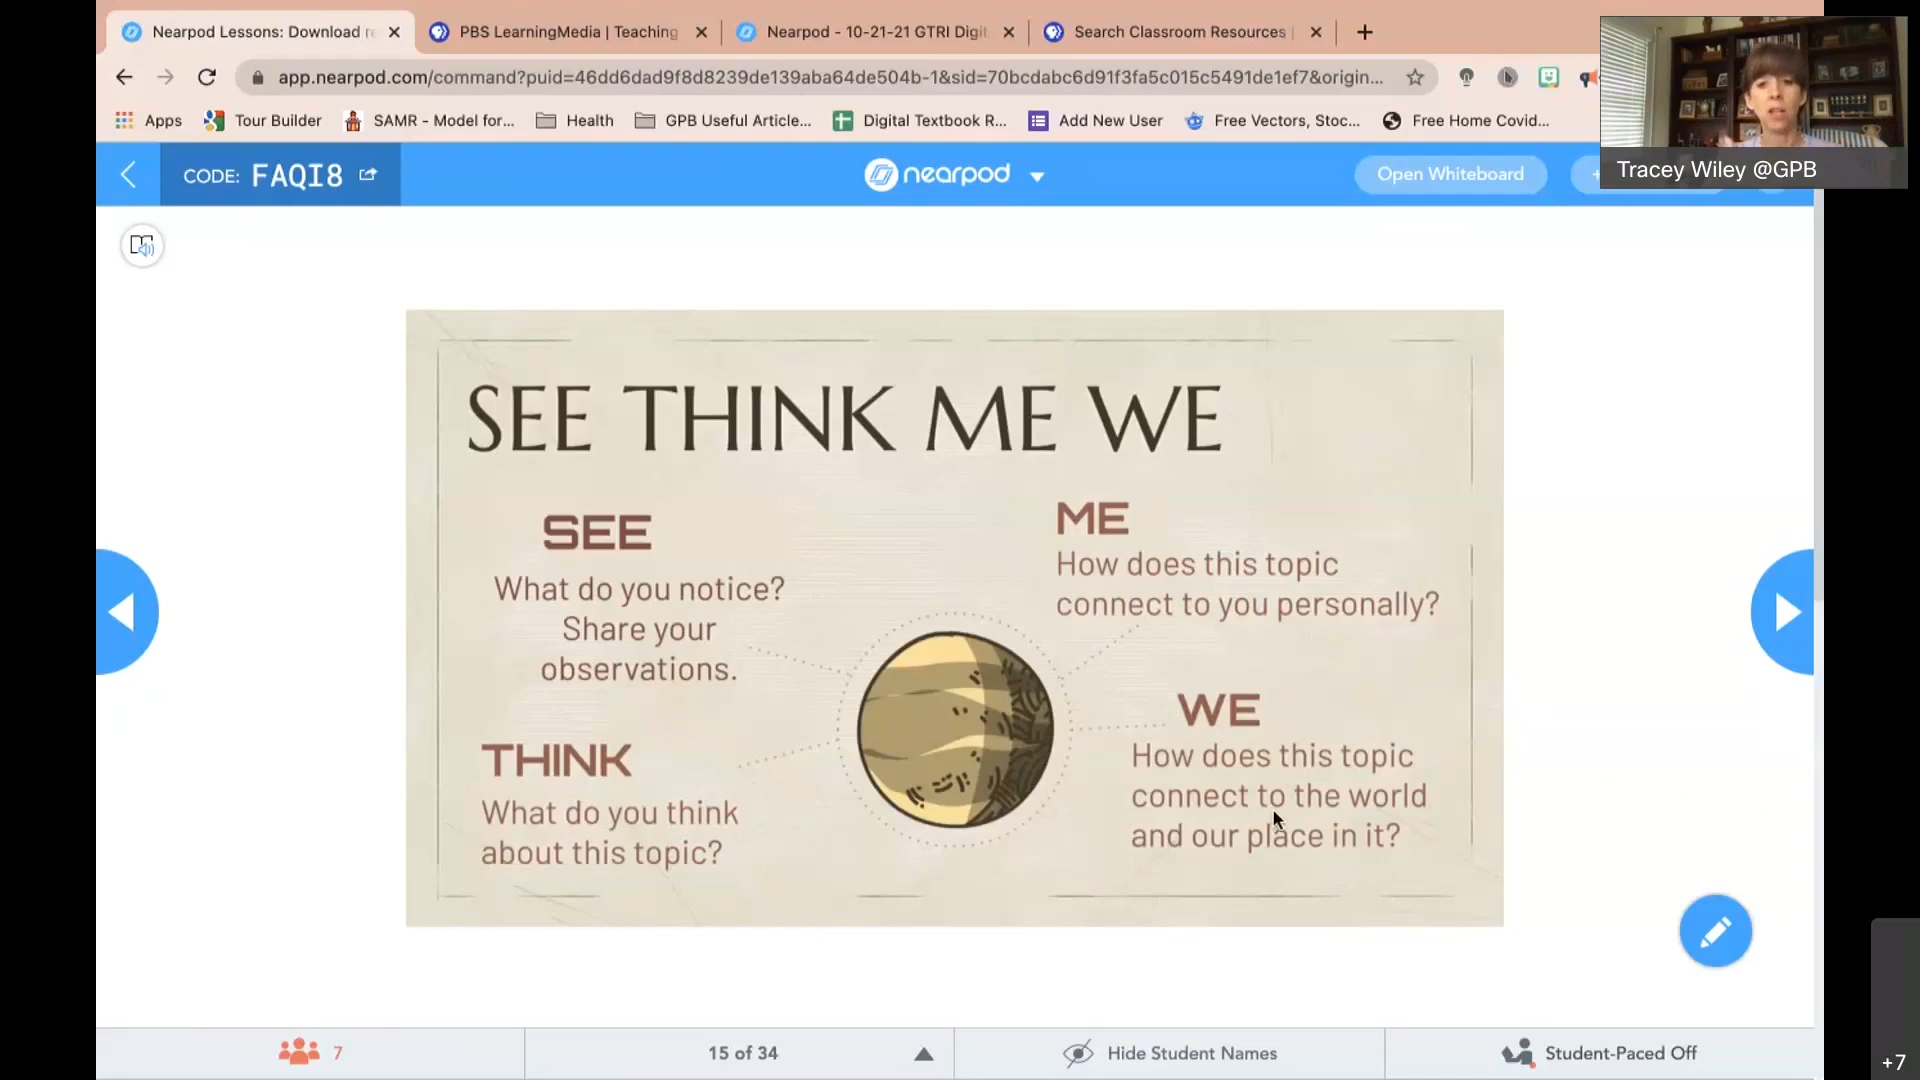 Nearpod Lessons: Download re
PBS LearningMedia | Teaching
Nearpod - 10-21-21 GTRI Digit
Search Classroom Resources |
app.nearpod.com/command?puid=46dd6dad9f8d8239de139aba64de504b-1&sid=70bcdabc6d91f3fa5c015c5491de1ef7&origin...
Apps
Tour Builder
SAMR - Model for...
Health
GPB Useful Article...
Digital Textbook R...
Add New User
Free Vectors, Stoc...
Free Home Covid...
Tracey Wiley @GPB
CODE: FAQI8
nearpod
Open Whiteboard
SEE THINK ME WE
SEE
What do you notice?
Share your
observations.
THINK
What do you think
about this topic?
ME
How does this topic
connect to you personally?
WE
How does this topic
connect to the world
and our place in it?
7
15 of 34
Hide Student Names
Student-Paced Off
+7